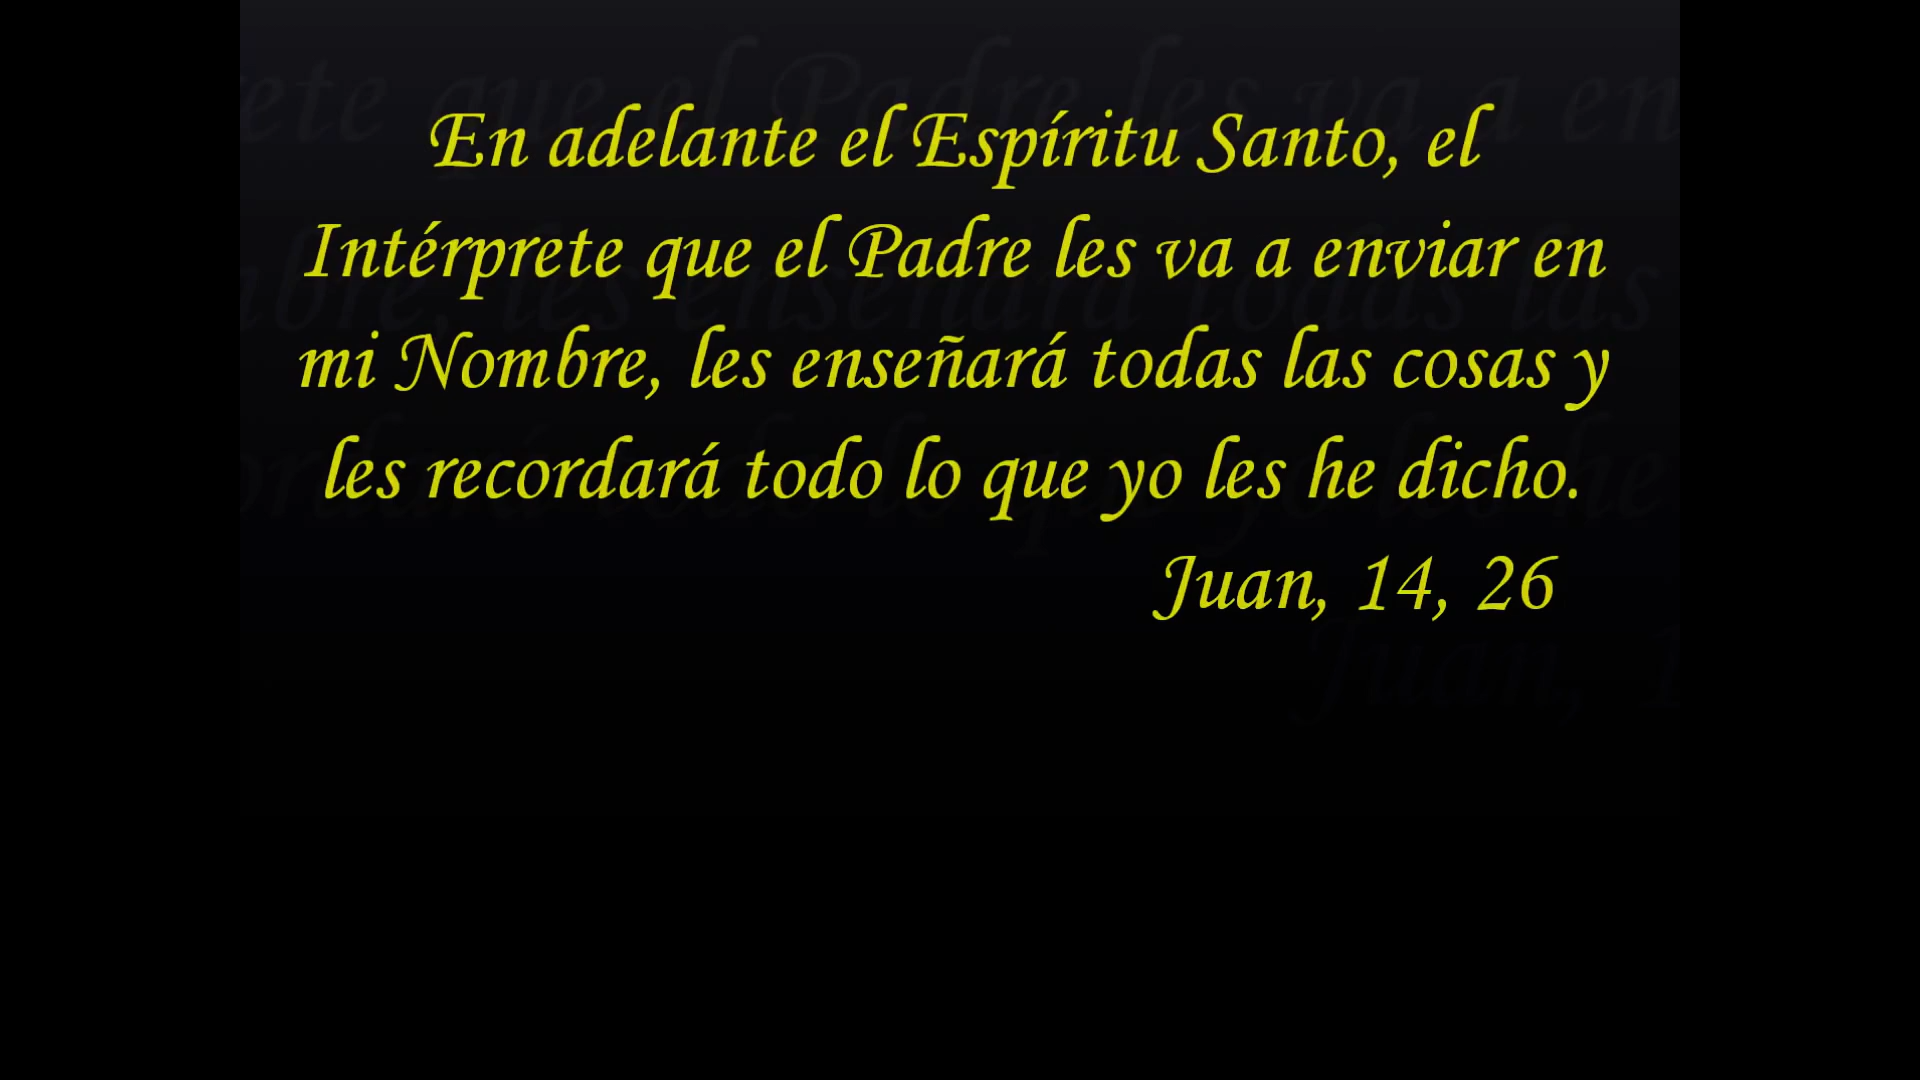 En adelante el Espíritu Santo, el
Intérprete que el Padre les va a enviar en
mi Nombre, les enseñará todas las cosas y
les recordará todo lo que yo les he dicho.
Juan, 14, 26